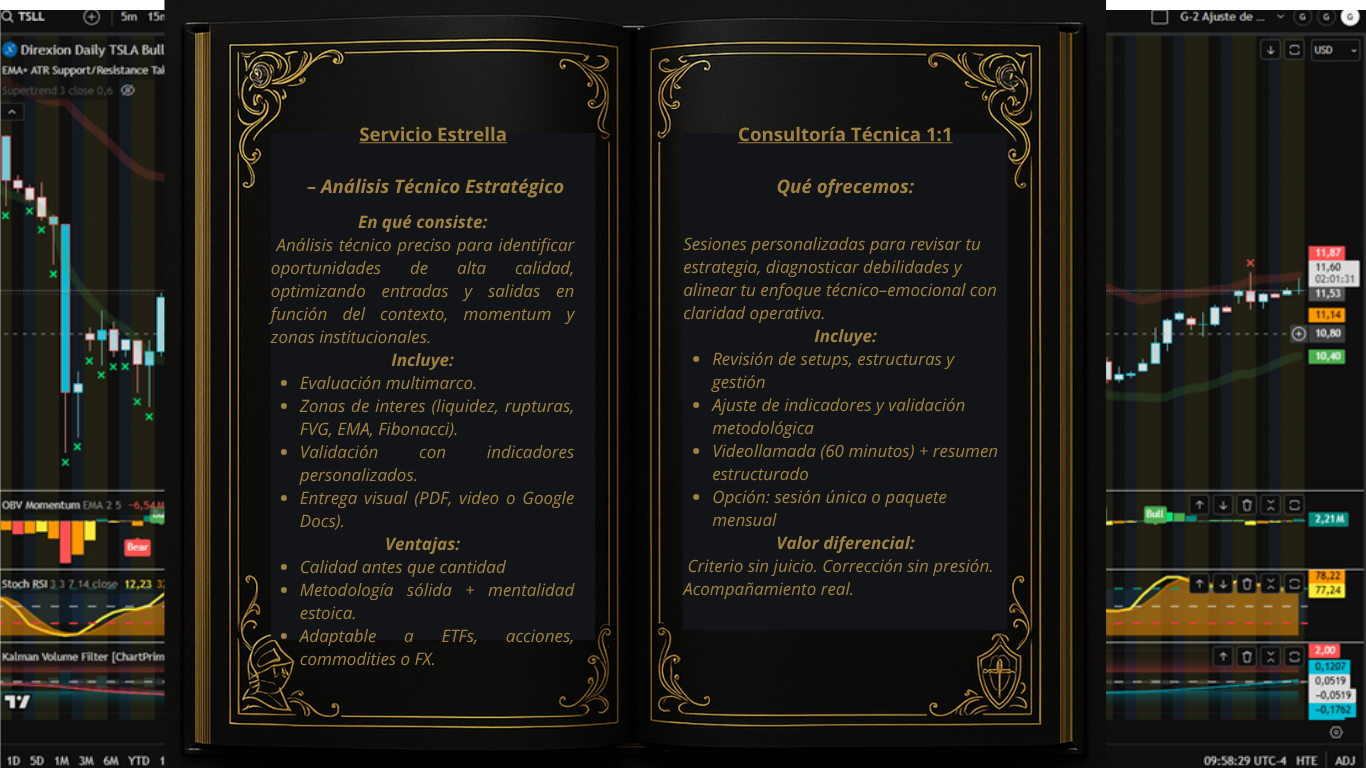 TSLL
5m
15m
Direxion Daily TSLA Bull
EMA+ ATR Support/Resistance
Supertrend 3 close 0,6
OBV Momentum EMA 2 5 −6,54M
Bear
Stoch RSI 3 3 7 14 close 12,23
Kalman Volume Filter [ChartPrim
1D 5D 1M 3M 6M YTD
Servicio Estrella
– Análisis Técnico Estratégico
En qué consiste:
Análisis técnico preciso para identificar
oportunidades de alta calidad,
optimizando entradas y salidas en
función del contexto, momentum y
zonas institucionales.
Incluye:
• Evaluación multimarco.
• Zonas de interes (liquidez, rupturas,
FVG, EMA, Fibonacci).
• Validación con indicadores
personalizados.
• Entrega visual (PDF, video o Google
Docs).
Ventajas:
• Calidad antes que cantidad
• Metodología sólida + mentalidad
estoica.
• Adaptable a ETFs, acciones,
commodities o FX.
Consultoría Técnica 1:1
Qué ofrecemos:
Sesiones personalizadas para revisar tu
estrategia, diagnosticar debilidades y
alinear tu enfoque técnico–emocional con
claridad operativa.
Incluye:
• Revisión de setups, estructuras y
gestión
• Ajuste de indicadores y validación
metodológica
• Videollamada (60 minutos) + resumen
estructurado
• Opción: sesión única o paquete
mensual
Valor diferencial:
Criterio sin juicio. Corrección sin presión.
Acompañamiento real.
G-2 Ajuste de ...
G
G
G
USD
11,87
11,60
02:01:31
11,53
11,14
10,80
10,40
Bull
2,21M
78,22
77,24
2,00
0,1207
0,0519
−0,0519
−0,1762
09:58:29 UTC-4 HTE ADJ